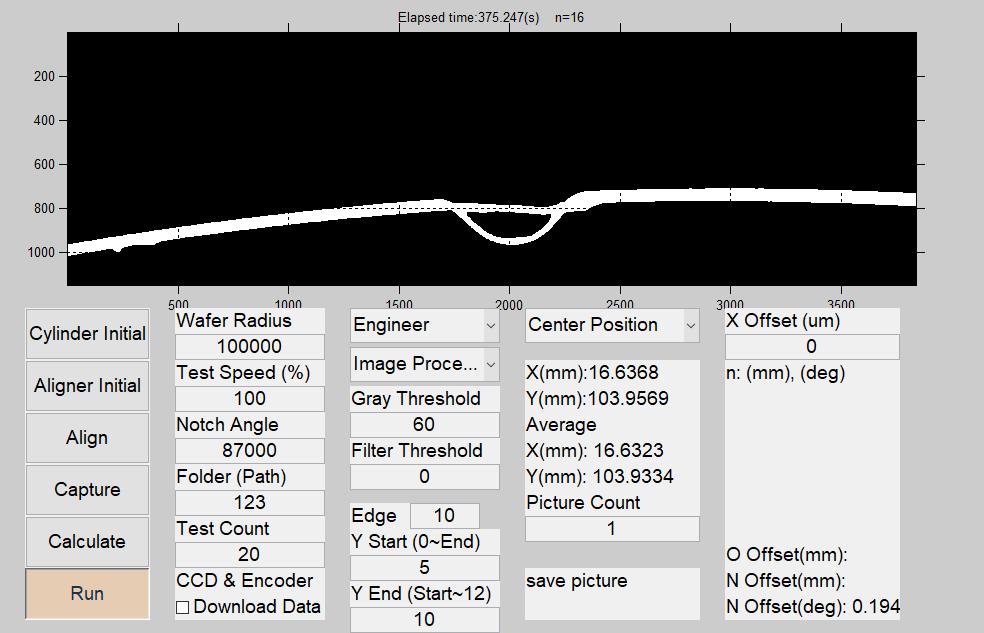 Elapsed time:375.247(s) n=16
200
400
600
800
1000
500 1000 1500 2000 2500 3000 3500
Cylinder Initial
Aligner Initial
Align
Capture
Calculate
Run
Wafer Radius
100000
Test Speed (%)
100
Notch Angle
87000
Folder (Path)
123
Test Count
20
CCD & Encoder
Download Data
Engineer
Image Proce...
Gray Threshold
60
Filter Threshold
0
Edge 10
Y Start (0~End)
5
Y End (Start~12)
10
Center Position
X(mm):16.6368
Y(mm):103.9569
Average
X(mm): 16.6323
Y(mm): 103.9334
Picture Count
1
save picture
X Offset (um)
0
n: (mm), (deg)
O Offset(mm):
N Offset(mm):
N Offset(deg): 0.194